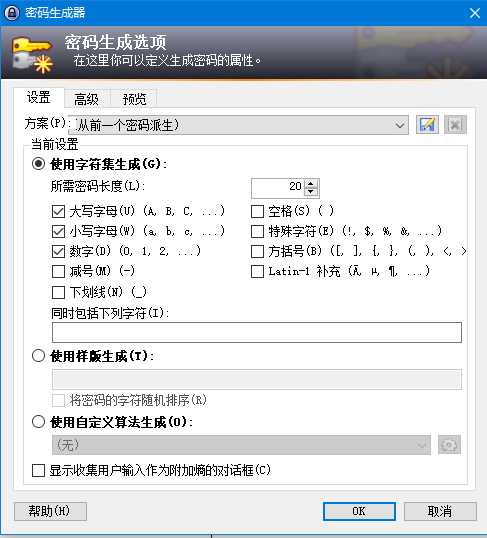 密码生成器
密码生成选项
在这里你可以定义生成密码的属性。
设置 高级 预览
方案(P): 从前一个密码派生)
当前设置
使用字符集生成(G):
所需密码长度(L): 20
大写字母(U) (A, B, C, ...) 空格(S) ( )
小写字母(W) (a, b, c, ...) 特殊字符(E) (!, $, %, &, ...)
数字(D) (0, 1, 2, ...) 方括号(B) ([, ], {, }, (, ), <, >
减号(M) (-) Latin-1 补充 (Ä, µ, ¶, ...)
下划线(N) (_)
同时包括下列字符(I):
使用样版生成(T):
将密码的字符随机排序(R)
使用自定义算法生成(O):
(无)
显示收集用户输入作为附加熵的对话框(C)
帮助(H) OK 取消